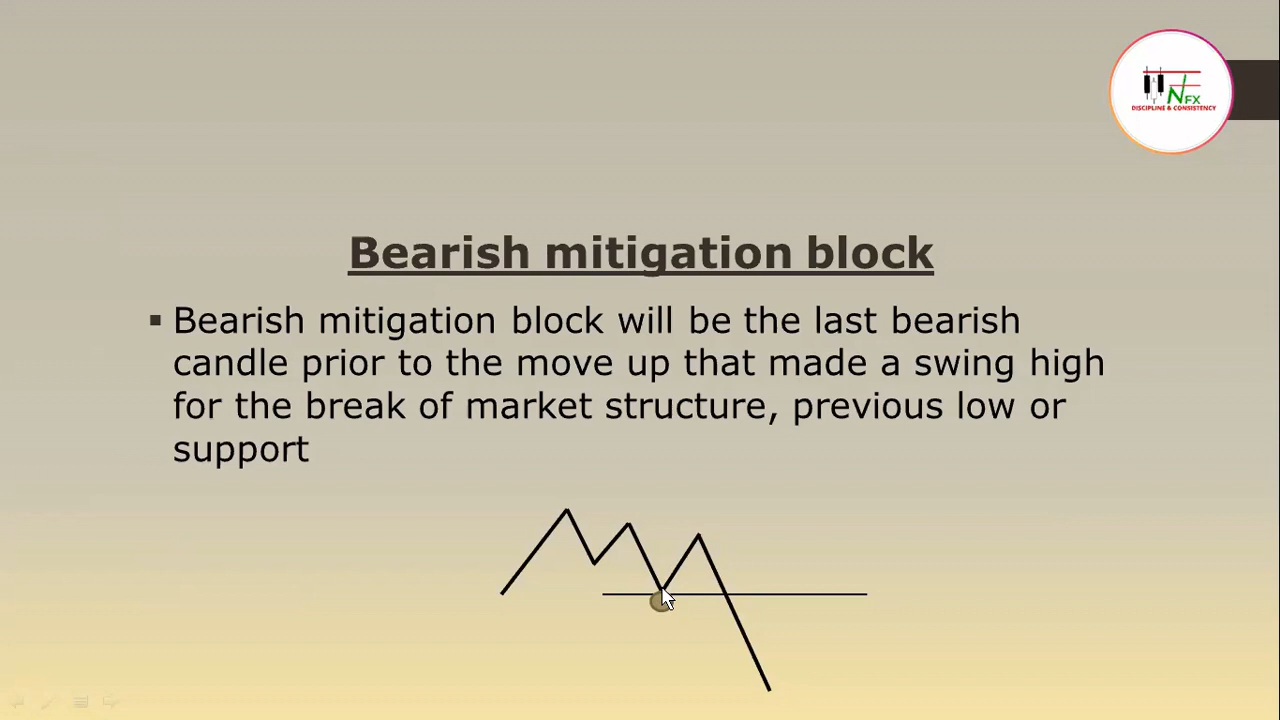 NFX
DISCIPLINE & CONSISTENCY
Bearish mitigation block
Bearish mitigation block will be the last bearish
candle prior to the move up that made a swing high
for the break of market structure, previous low or
support